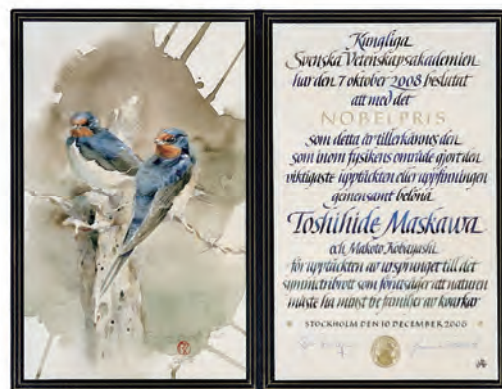 Kungliga
Svenska Vetenskapsakademien
har den 7 oktober 2008 beslutat
att med det
NOBELPRIS
som detta år tillerkännes den
som inom fysikens område gjort den
viktigaste upptäckten eller uppfinningen
gemensamt belöna
Toshihide Maskawa
och Makoto Kobayashi
för upptäckten av ursprunget till det
symmetribrott som förutsäger att naturen
måste ha minst tre familjer av kvarkar
STOCKHOLM DEN 10 DECEMBER 2008